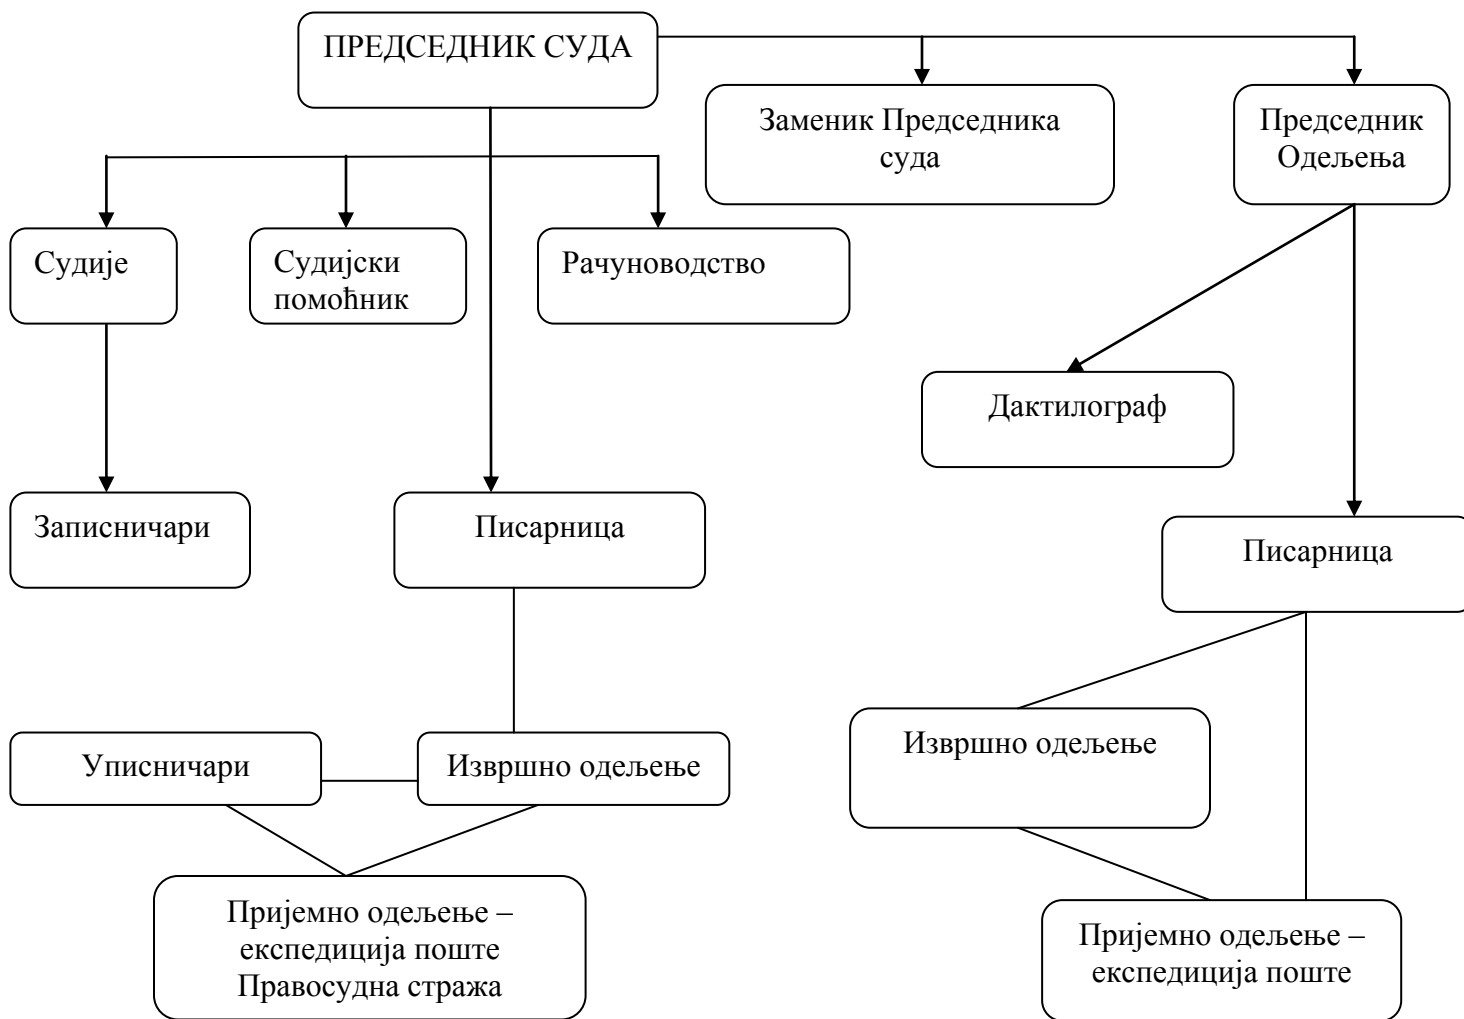 ПРЕДСЕДНИК СУДА
Заменик Председника
суда
Председник
Одељења
Судије
Судијски
помоћник
Рачуноводство
Дактилограф
Записничари
Писарница
Писарница
Уписничари
Извршно одељење
Извршно одељење
Пријемно одељење –
експедиција поште
Правосудна стража
Пријемно одељење –
експедиција поште